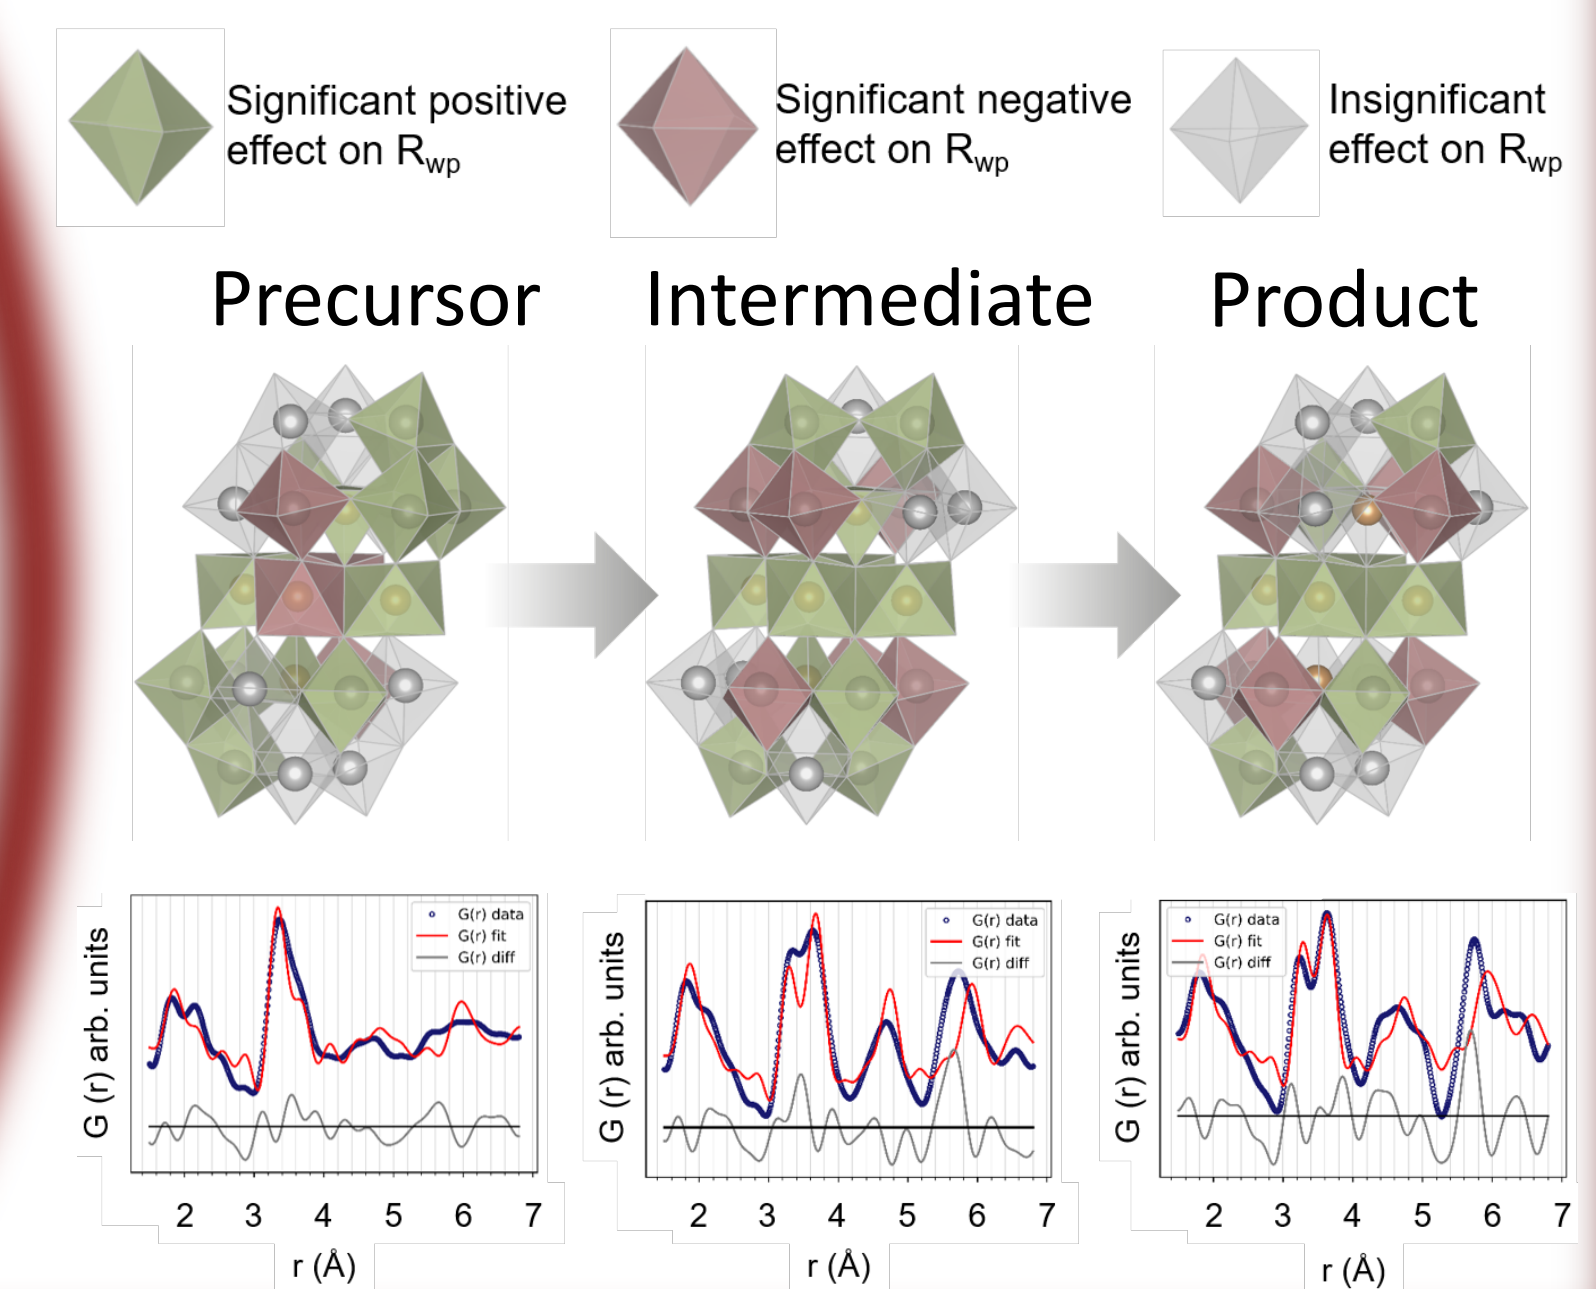 Significant positive
effect on Rwp
Significant negative
effect on Rwp
Insignificant
effect on Rwp
Precursor
Intermediate
Product
G (r) arb. units
G(r) data
G(r) fit
G(r) diff
2 3 4 5 6 7
r (Å)
G (r) arb. units
G(r) data
G(r) fit
G(r) diff
2 3 4 5 6 7
r (Å)
G (r) arb. units
G(r) data
G(r) fit
G(r) diff
2 3 4 5 6 7
r (Å)